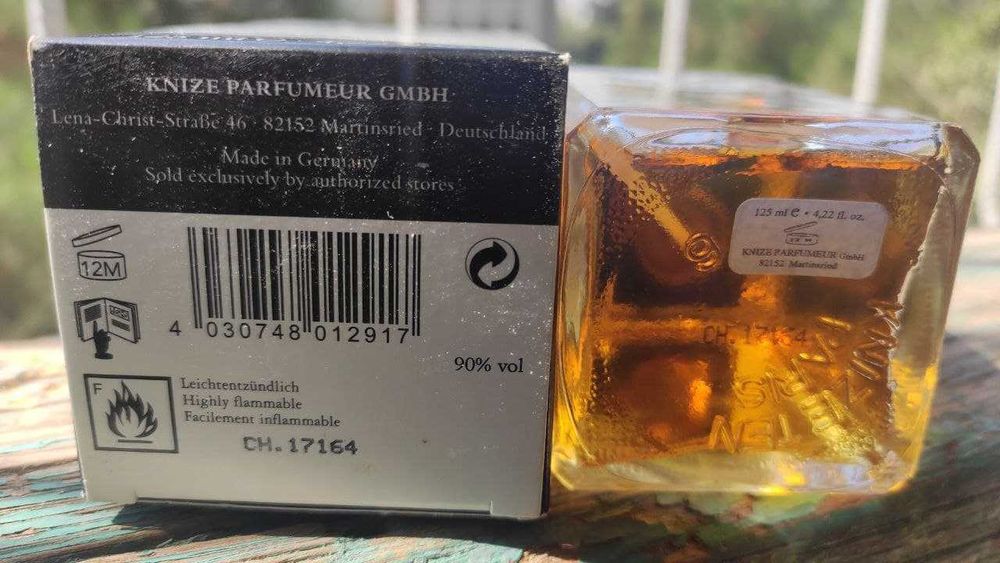 KNIZE PARFUMEUR GMBH
Lena-Christ-Straße 46 · 82152 Martinsried · Deutschland
Made in Germany
Sold exclusively by authorized stores
12M
4 030748 012917
90% vol
F
Leichtentzündlich
Highly flammable
Facilement inflammable
CH. 17164
125 ml e • 4,22 fl. oz.
12 M
KNIZE PARFUMEUR GmbH
82152 Martinsried
CH. 17164